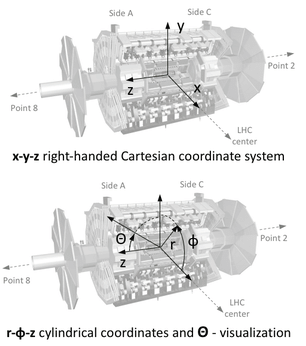 Side A
Side C
y
Point 2
z
x
Point 8
LHC
center
x-y-z right-handed Cartesian coordinate system
Side A
Side C
Θ
r
ϕ
Point 2
z
Point 8
LHC
center
r-ϕ-z cylindrical coordinates and Θ - visualization